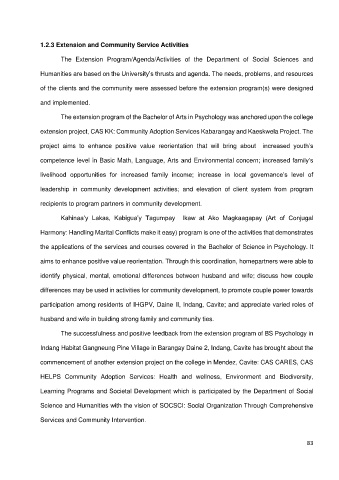 1.2.3 Extension and Community Service Activities
The Extension Program/Agenda/Activities of the Department of Social Sciences and
Humanities are based on the University's thrusts and agenda. The needs, problems, and resources
of the clients and the community were assessed before the extension program(s) were designed
and implemented.
The extension program of the Bachelor of Arts in Psychology was anchored upon the college
extension project, CAS KK: Community Adoption Services Kabarangay and Kaeskwela Project. The
project aims to enhance positive value reorientation that will bring about increased youth's
competence level in Basic Math, Language, Arts and Environmental concern; increased family's
livelihood opportunities for increased family income; increase in local governance's level of
leadership in community development activities; and elevation of client system from program
recipients to program partners in community development.
Kahinaa'y Lakas, Kabigua'y Tagumpay Ikaw at Ako Magkaagapay (Art of Conjugal
Harmony: Handling Marital Conflicts make it easy) program is one of the activities that demonstrates
the applications of the services and courses covered in the Bachelor of Science in Psychology. It
aims to enhance positive value reorientation. Through this coordination, homepartners were able to
identify physical, mental, emotional differences between husband and wife; discuss how couple
differences may be used in activities for community development, to promote couple power towards
participation among residents of IHGPV, Daine II, Indang, Cavite; and appreciate varied roles of
husband and wife in building strong family and community ties.
The successfulness and positive feedback from the extension program of BS Psychology in
Indang Habitat Gangneung Pine Village in Barangay Daine 2, Indang, Cavite has brought about the
commencement of another extension project on the college in Mendez, Cavite: CAS CARES, CAS
HELPS Community Adoption Services: Health and wellness, Environment and Biodiversity,
Learning Programs and Societal Development which is participated by the Department of Social
Science and Humanities with the vision of SOCSCI: Social Organization Through Comprehensive
Services and Community Intervention.
83